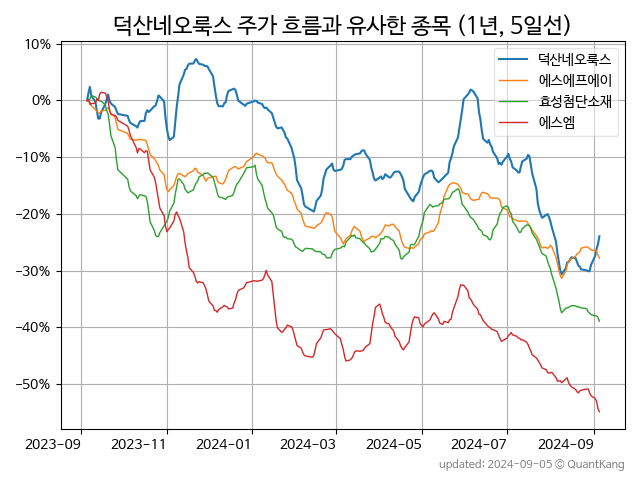 덕산네오룩스 주가 흐름과 유사한 종목 (1년, 5일선)
덕산네오룩스
에스에프에이
효성첨단소재
에스엠
10%
0%
−10%
−20%
−30%
−40%
−50%
2023-09
2023-11
2024-01
2024-03
2024-05
2024-07
2024-09
updated: 2024-09-05 © QuantKang